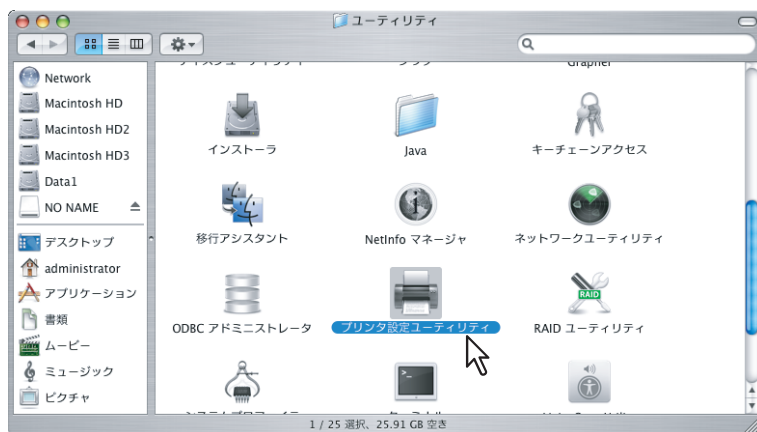 ユーティリティ
Network
Macintosh HD
Macintosh HD2
Macintosh HD3
Data1
NO NAME
デスクトップ
administrator
アプリケーション
書類
ムービー
ミュージック
ピクチャ
Grapher
インストーラ
Java
キーチェーンアクセス
移行アシスタント
NetInfo マネージャ
ネットワークユーティリティ
ODBC アドミニストレータ
プリンタ設定ユーティリティ
RAID
RAID ユーティリティ
1 / 25 選択、25.91 GB 空き